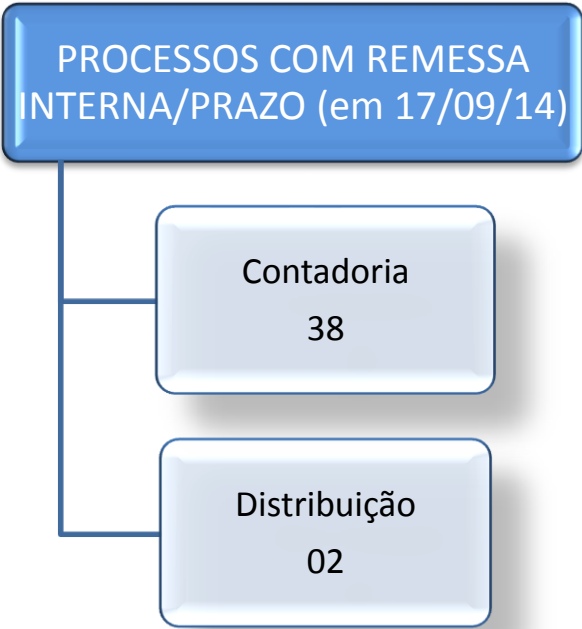 PROCESSOS COM REMESSA
INTERNA/PRAZO (em 17/09/14)
Contadoria
38
Distribuição
02